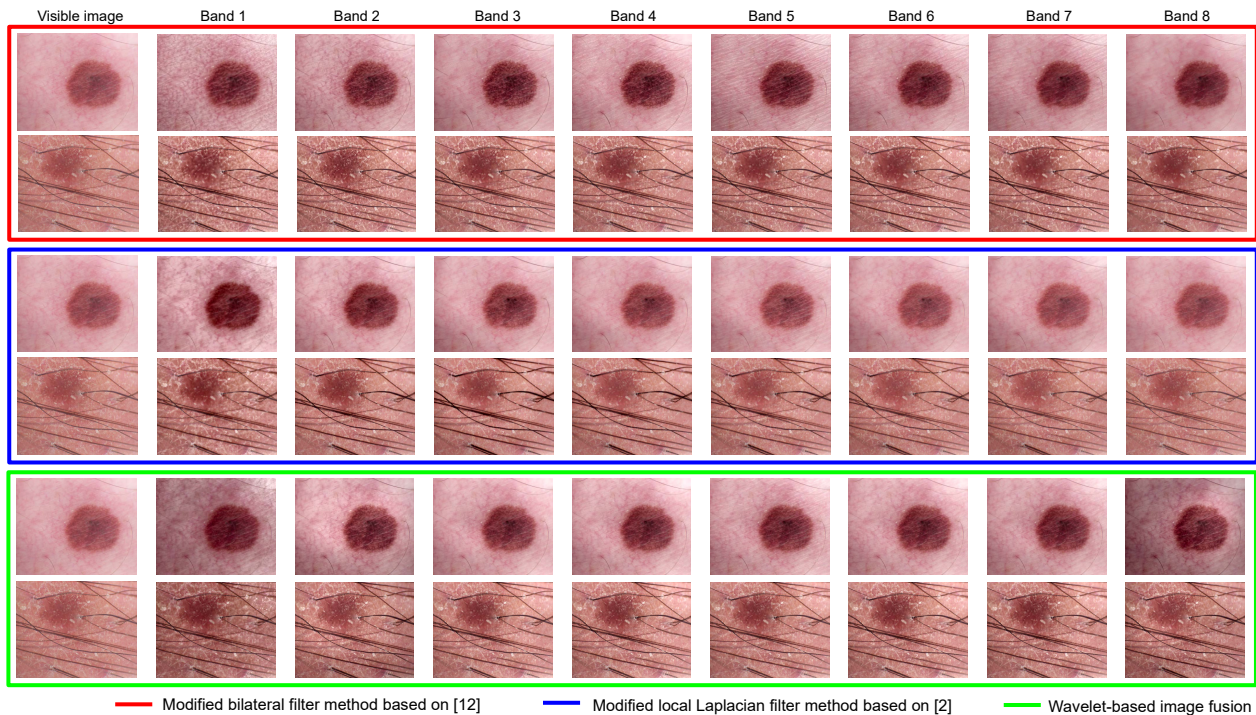 Visible image Band 1 Band 2 Band 3 Band 4 Band 5 Band 6 Band 7 Band 8
Modified bilateral filter method based on [12] Modified local Laplacian filter method based on [2] Wavelet-based image fusion